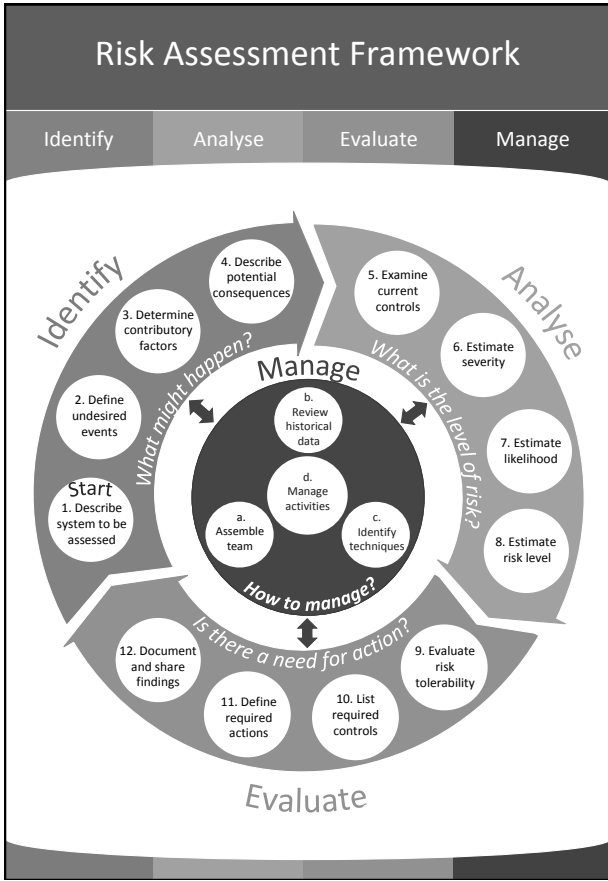 Risk Assessment Framework
Identify
Analyse
Evaluate
Manage
Identify
What might happen?
Start
1. Describe
system to be
assessed
2. Define
undesired
events
3. Determine
contributory
factors
4. Describe
potential
consequences
Analyse
What is the level of risk?
5. Examine
current
controls
6. Estimate
severity
7. Estimate
likelihood
8. Estimate
risk level
Evaluate
Is there a need for action?
9. Evaluate
risk
tolerability
10. List
required
controls
11. Define
required
actions
12. Document
and share
findings
Manage
How to manage?
a.
Assemble
team
b.
Review
historical
data
c.
Identify
techniques
d.
Manage
activities